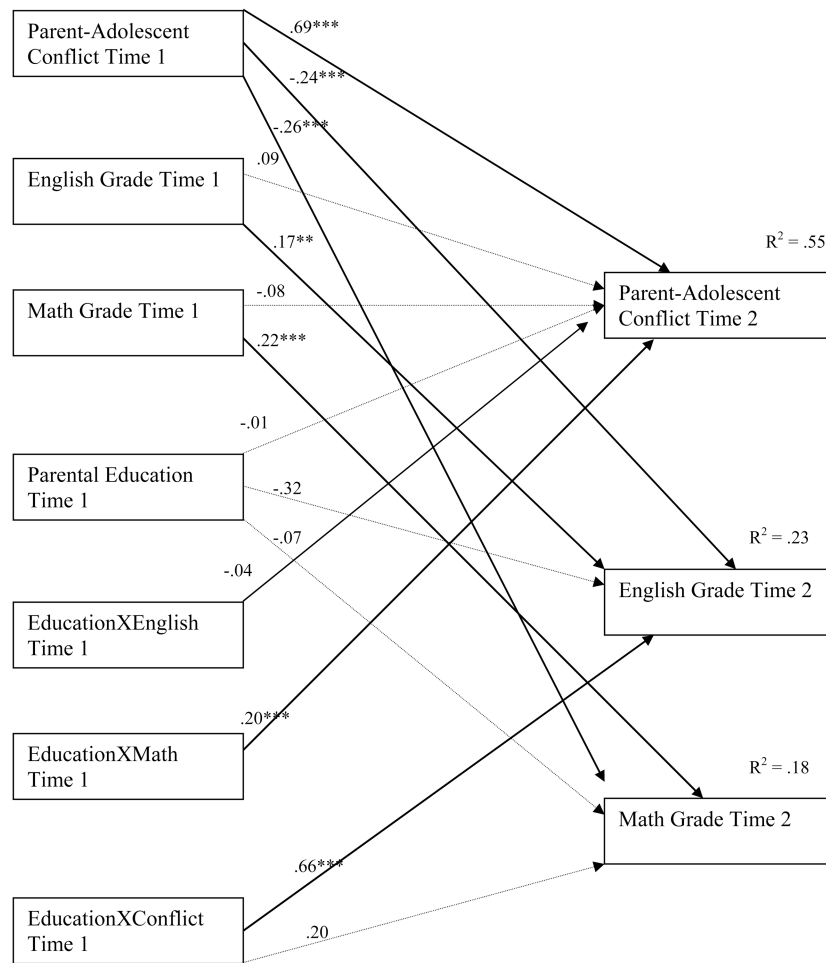 Parent-Adolescent
Conflict Time 1
.69***
-.24***
-.26***
.09
English Grade Time 1
.17**
R² = .55
-.08
Math Grade Time 1
Parent-Adolescent
Conflict Time 2
.22***
-.01
Parental Education
Time 1
-.32
-.07
R² = .23
-.04
English Grade Time 2
EducationXEnglish
Time 1
.20***
EducationXMath
Time 1
R² = .18
Math Grade Time 2
.66***
EducationXConflict
Time 1
.20